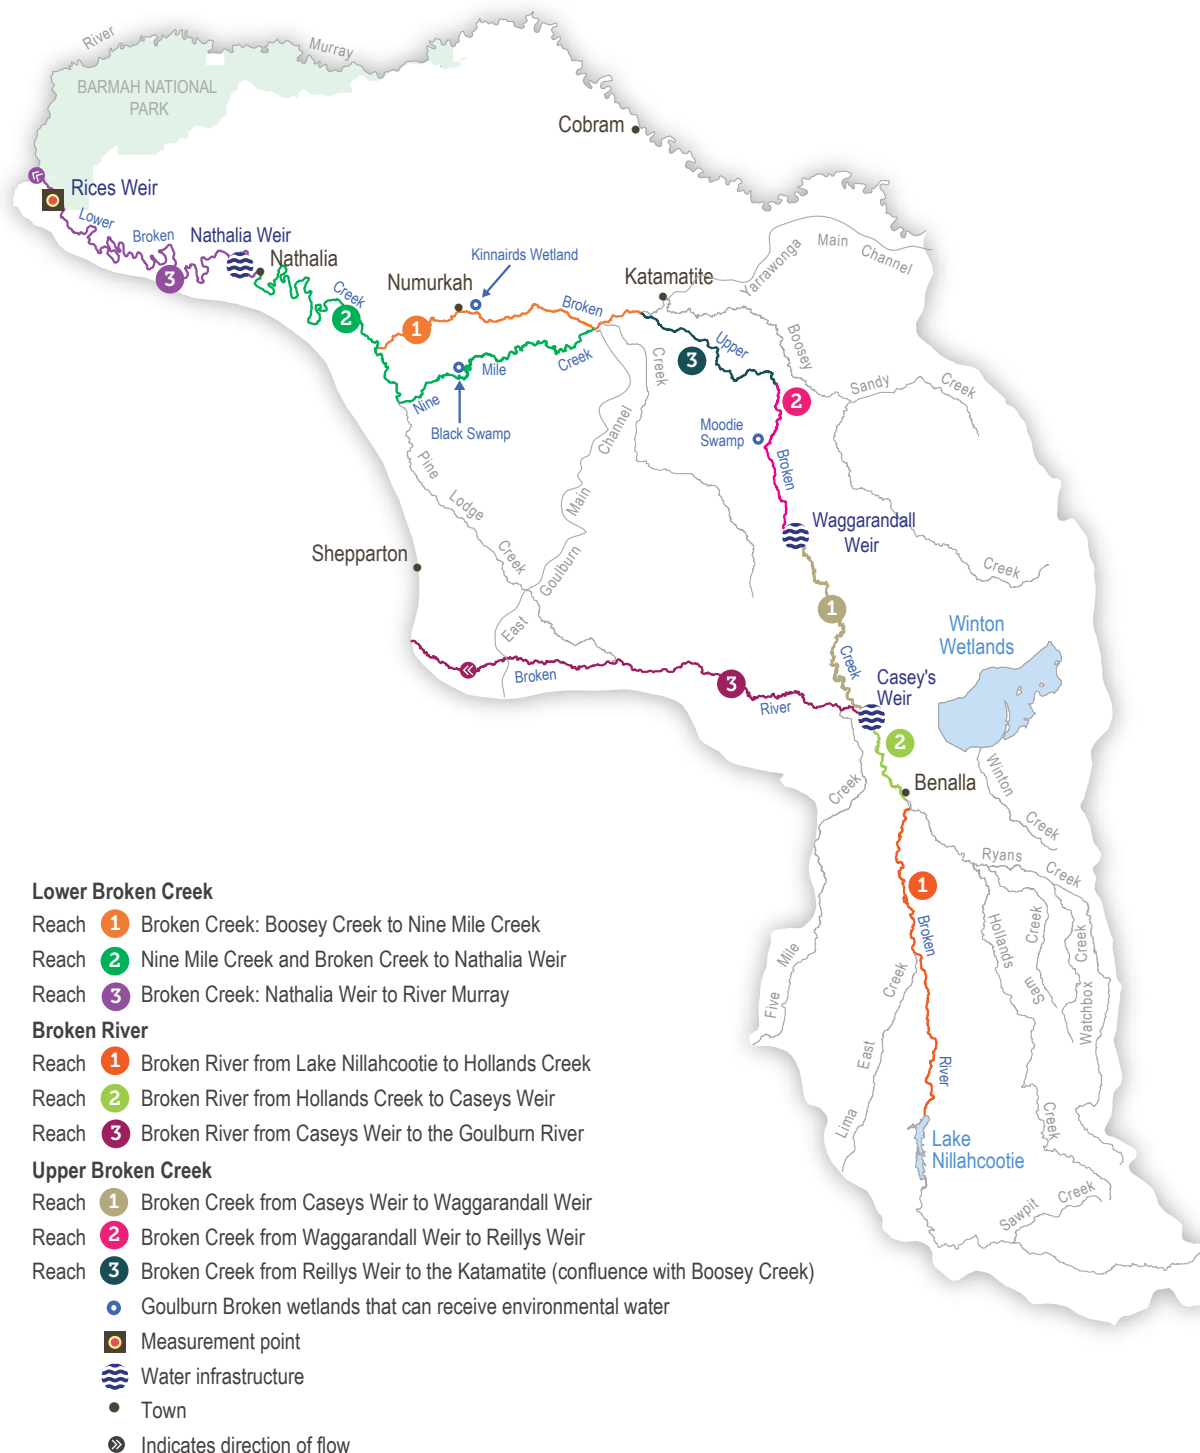 River
Murray
BARMAH NATIONAL
PARK
Cobram
Rices Weir
Lower
Broken
Nathalia Weir
Nathalia
Creek
3
2
Kinnairds Wetland
Numurkah
1
Broken
Katamatite
Yarrawonga
Main
Channel
Nine
Mile
Creek
Black Swamp
Creek
Upper
3
Boosey
2
Sandy
Creek
Moodie
Swamp
Broken
Channel
Main
Goulburn
East
Pine
Lodge
Creek
Waggarandall
Weir
Creek
Shepparton
1
Creek
Winton
Wetlands
Casey's
Weir
Broken
3
River
2
Creek
Benalla
Winton
Creek
Ryans
Creek
1
Broken
Hollands
Creek
Sam
Creek
Watchbox
Mile
Five
Creek
East
Lima
River
Creek
Lake
Nillahcootie
Sawpit
Creek
Lower Broken Creek
Reach 1 Broken Creek: Boosey Creek to Nine Mile Creek
Reach 2 Nine Mile Creek and Broken Creek to Nathalia Weir
Reach 3 Broken Creek: Nathalia Weir to River Murray
Broken River
Reach 1 Broken River from Lake Nillahcootie to Hollands Creek
Reach 2 Broken River from Hollands Creek to Caseys Weir
Reach 3 Broken River from Caseys Weir to the Goulburn River
Upper Broken Creek
Reach 1 Broken Creek from Caseys Weir to Waggarandall Weir
Reach 2 Broken Creek from Waggarandall Weir to Reillys Weir
Reach 3 Broken Creek from Reillys Weir to the Katamatite (confluence with Boosey Creek)
Goulburn Broken wetlands that can receive environmental water
Measurement point
Water infrastructure
Town
Indicates direction of flow